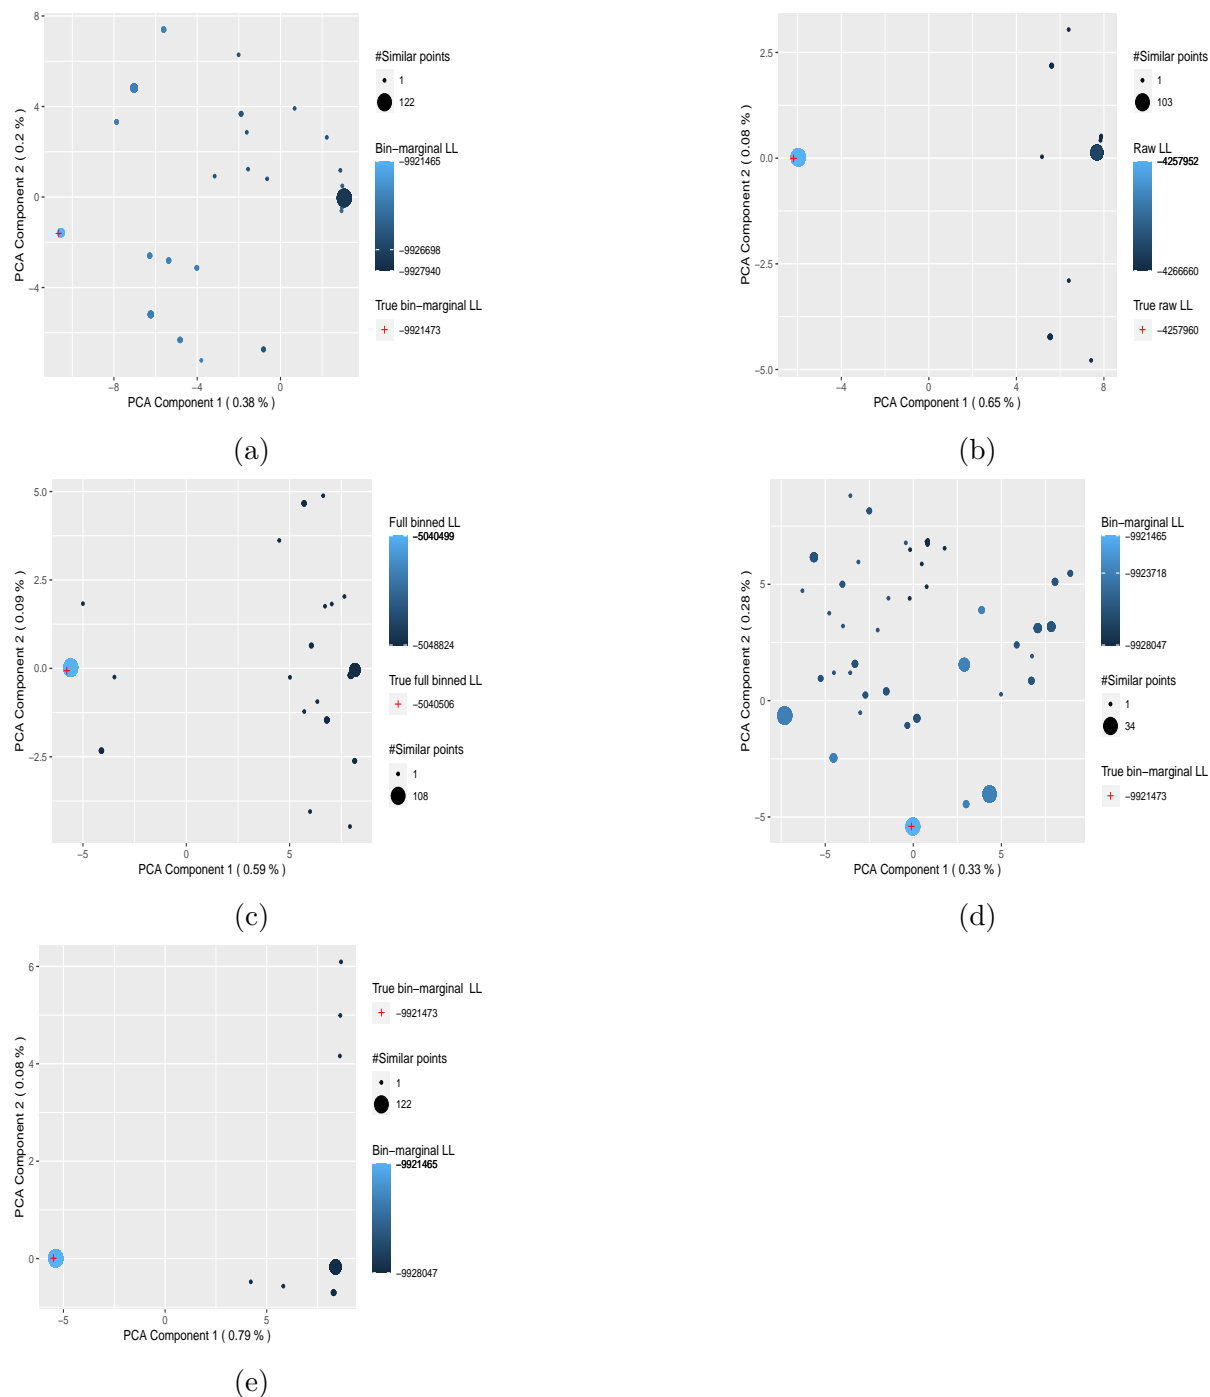 8
4
0
−4
−8
−4
0
PCA Component 2 ( 0.2 % )
PCA Component 1 ( 0.38 % )
#Similar points
1
122
Bin−marginal LL
−9921465
−9926698
−9927940
True bin−marginal LL
−9921473
(a)
2.5
0.0
−2.5
−5.0
−4
0
4
8
PCA Component 2 ( 0.08 % )
PCA Component 1 ( 0.65 % )
#Similar points
1
103
Raw LL
−4257952
−4266660
True raw LL
−4257960
(b)
5.0
2.5
0.0
−2.5
−5
0
5
PCA Component 2 ( 0.09 % )
PCA Component 1 ( 0.59 % )
Full binned LL
−5040499
−5048824
True full binned LL
−5040506
#Similar points
1
108
(c)
5
0
−5
−5
0
5
PCA Component 2 ( 0.28 % )
PCA Component 1 ( 0.33 % )
Bin−marginal LL
−9921465
−9923718
−9928047
#Similar points
1
34
True bin−marginal LL
−9921473
(d)
6
4
2
0
−5
0
5
PCA Component 2 ( 0.08 % )
PCA Component 1 ( 0.79 % )
True bin−marginal  LL
−9921473
#Similar points
1
122
Bin−marginal LL
−9921465
−9928047
(e)